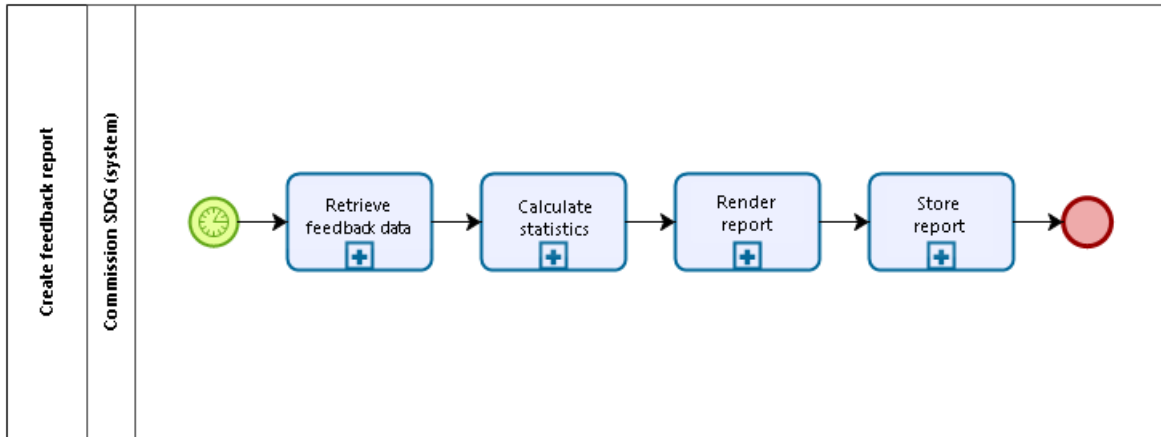 Create feedback report
Commission SDG (system)
Retrieve
feedback data
Calculate
statistics
Render
report
Store
report